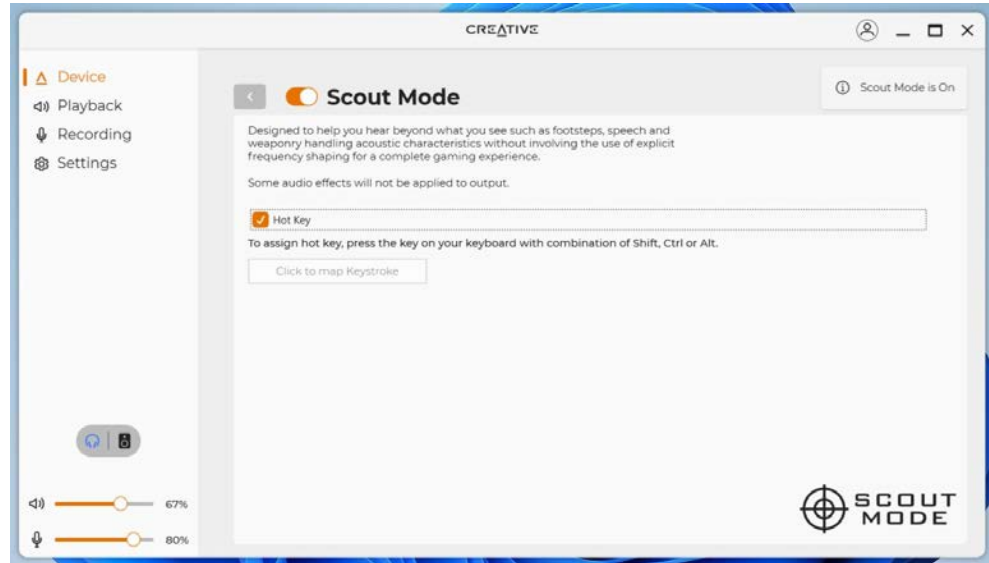 CREATIVE
Device
Playback
Recording
Settings
Scout Mode
Scout Mode is On
Designed to help you hear beyond what you see such as footsteps, speech and
weaponry handling acoustic characteristics without involving the use of explicit
frequency shaping for a complete gaming experience.
Some audio effects will not be applied to output.
Hot Key
To assign hot key, press the key on your keyboard with combination of Shift, Ctrl or Alt.
Click to map Keystroke
67%
80%
SCOUT
MODE